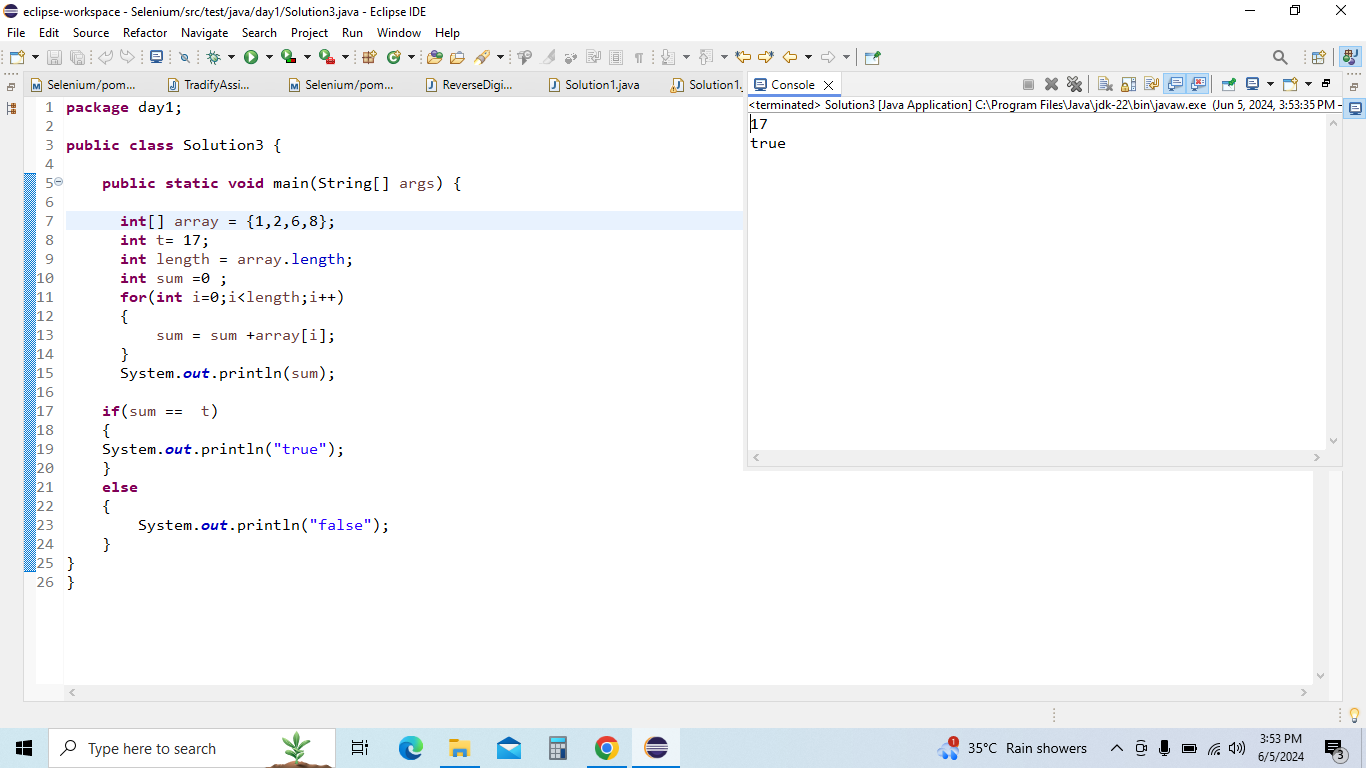 eclipse-workspace - Selenium/src/test/java/day1/Solution3.java - Eclipse IDE
File Edit Source Refactor Navigate Search Project Run Window Help
Selenium/pom... TradifyAssi... Selenium/pom... ReverseDigi... Solution1.java Solution1. Console
<terminated> Solution3 [Java Application] C:\Program Files\Java\jdk-22\bin\javaw.exe (Jun 5, 2024, 3:53:35 PM –
17
true
1 package day1;
2
3 public class Solution3 {
4
5 public static void main(String[] args) {
6
7 int[] array = {1,2,6,8};
8 int t= 17;
9 int length = array.length;
10 int sum =0 ;
11 for(int i=0;i<length;i++)
12 {
13 sum = sum +array[i];
14 }
15 System.out.println(sum);
16
17 if(sum ==  t)
18 {
19 System.out.println("true");
20 }
21 else
22 {
23 System.out.println("false");
24 }
25 }
26 }
Type here to search
1
35°C Rain showers
3:53 PM
6/5/2024
3